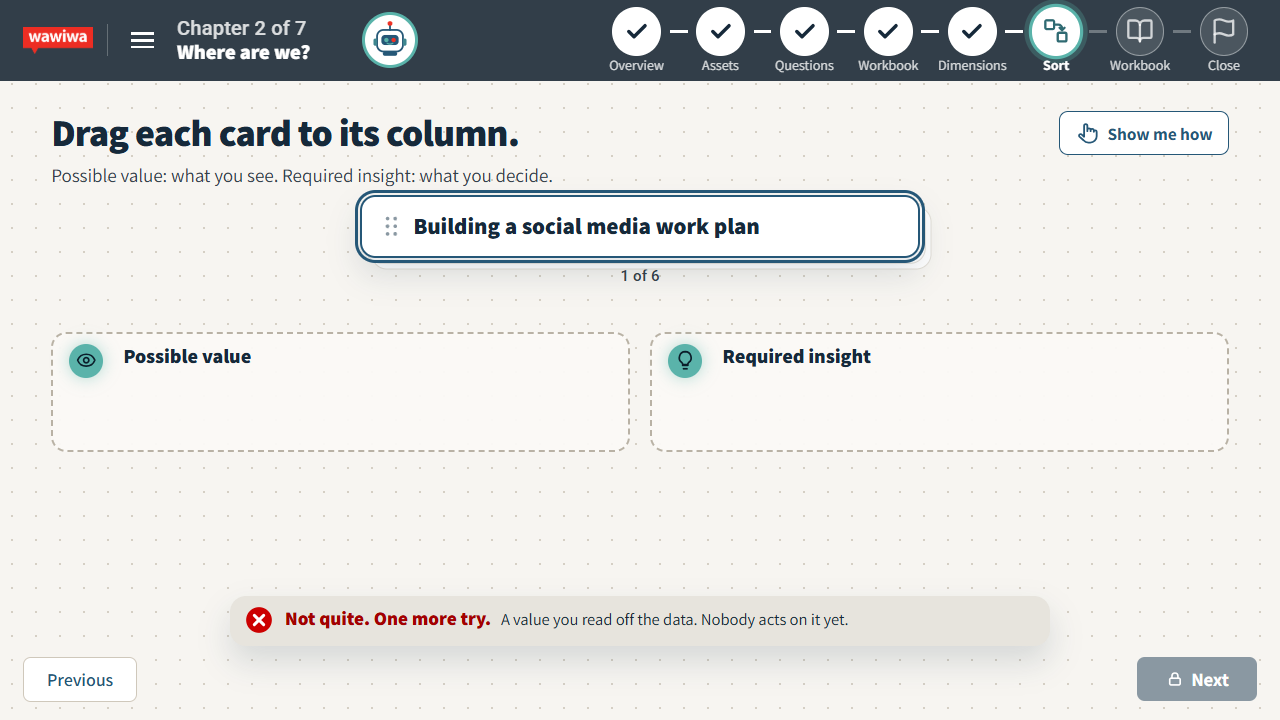 wawiwa
Chapter 2 of 7
Where are we?
Overview
Assets
Questions
Workbook
Dimensions
Sort
Workbook
Close
Drag each card to its column.
Show me how
Possible value: what you see. Required insight: what you decide.
Building a social media work plan
1 of 6
Possible value
Required insight
Not quite. One more try. A value you read off the data. Nobody acts on it yet.
Previous
Next